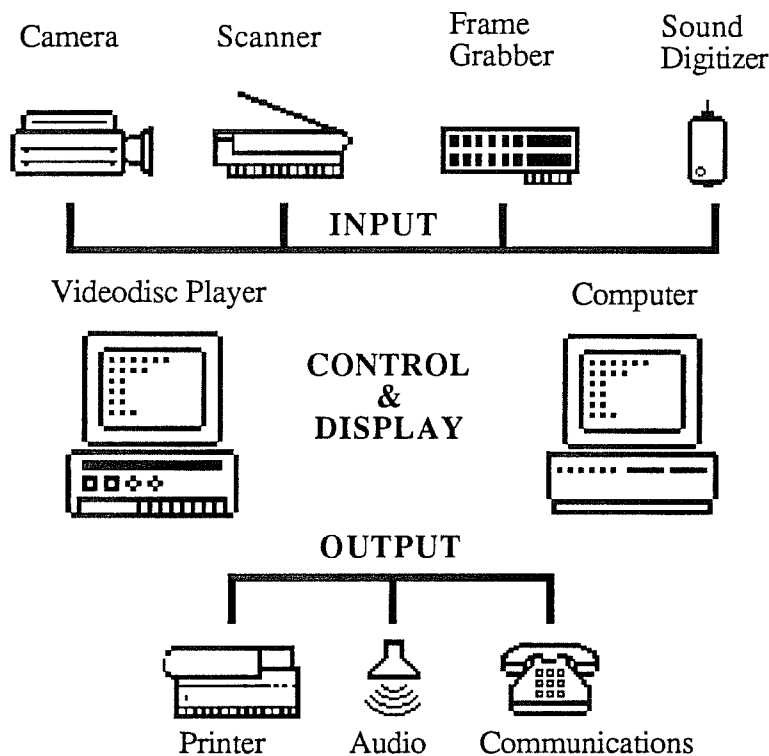 Camera
Scanner
Frame
Grabber
Sound
Digitizer
INPUT
Videodisc Player
Computer
CONTROL
&
DISPLAY
OUTPUT
Printer
Audio
Communications